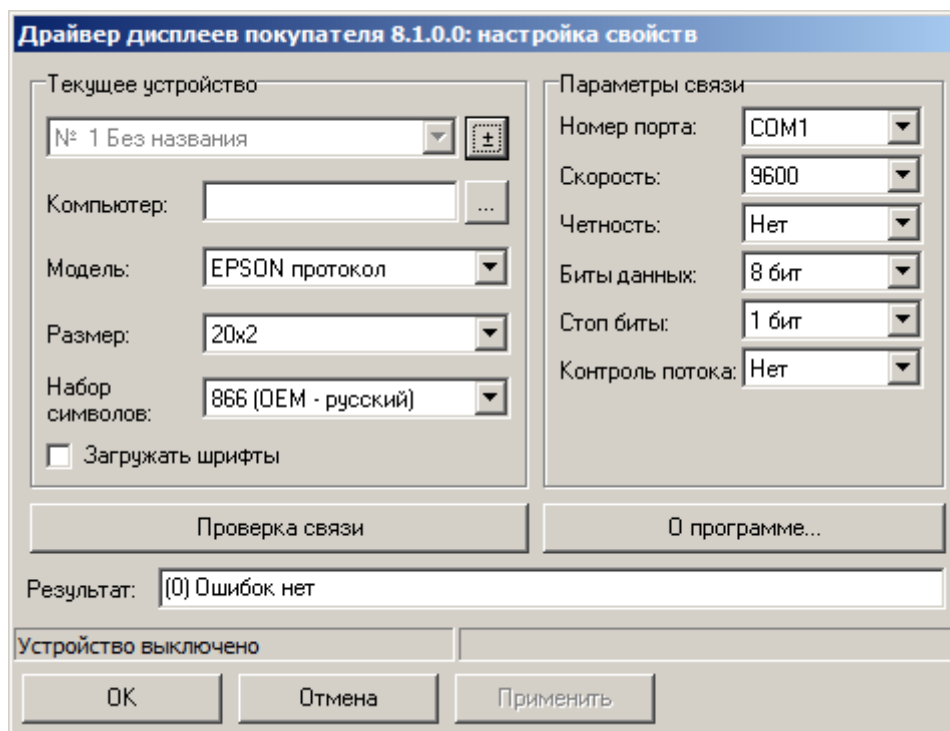 Драйвер дисплеев покупателя 8.1.0.0: настройка свойств
Текущее устройство
№ 1 Без названия
±
Компьютер:
...
Модель:
EPSON протокол
Размер:
20x2
Набор
символов:
866 (OEM - русский)
Загружать шрифты
Параметры связи
Номер порта:
COM1
Скорость:
9600
Четность:
Нет
Биты данных:
8 бит
Стоп биты:
1 бит
Контроль потока:
Нет
Проверка связи
О программе...
Результат:
(0) Ошибок нет
Устройство выключено
OK
Отмена
Применить